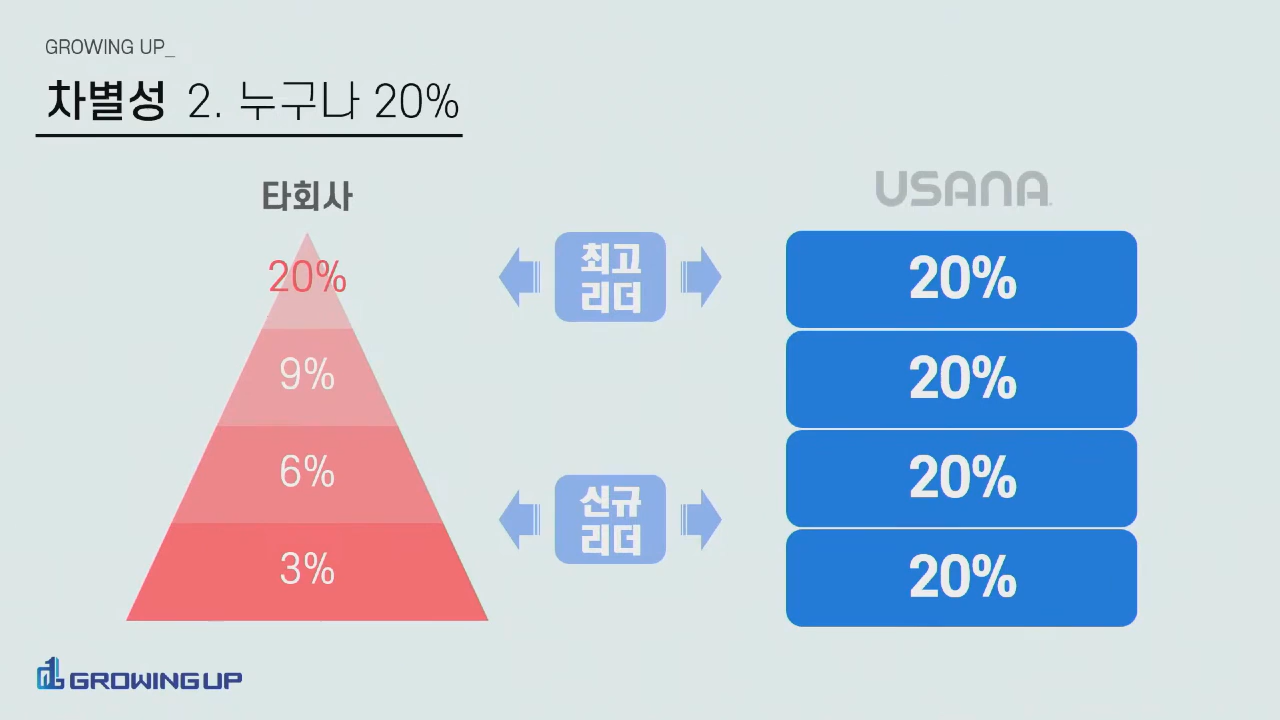 GROWING UP_
차별성 2. 누구나 20%
타회사
USANA
20%
9%
6%
3%
최고
리더
신규
리더
20%
20%
20%
20%
GROWING UP